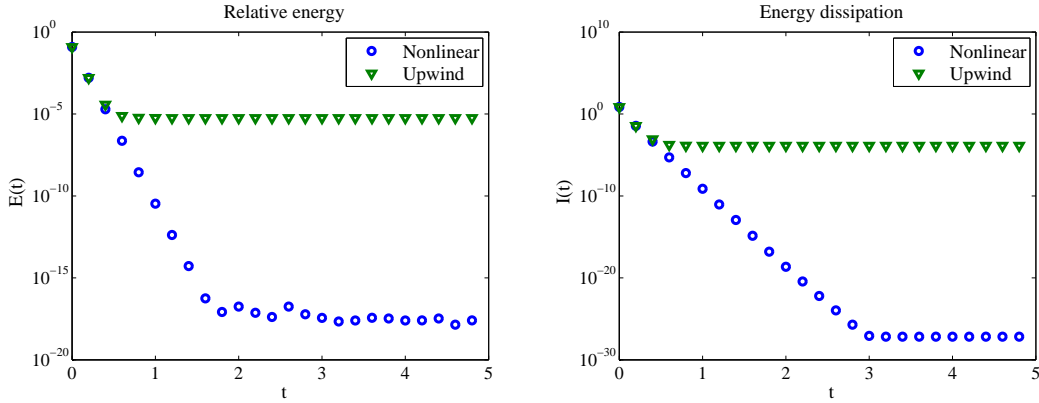 Relative energy
10^0
10^-5
10^-10
10^-15
10^-20
E(t)
0 1 2 3 4 5
t
Nonlinear
Upwind
Energy dissipation
10^10
10^0
10^-10
10^-20
10^-30
I(t)
0 1 2 3 4 5
t
Nonlinear
Upwind